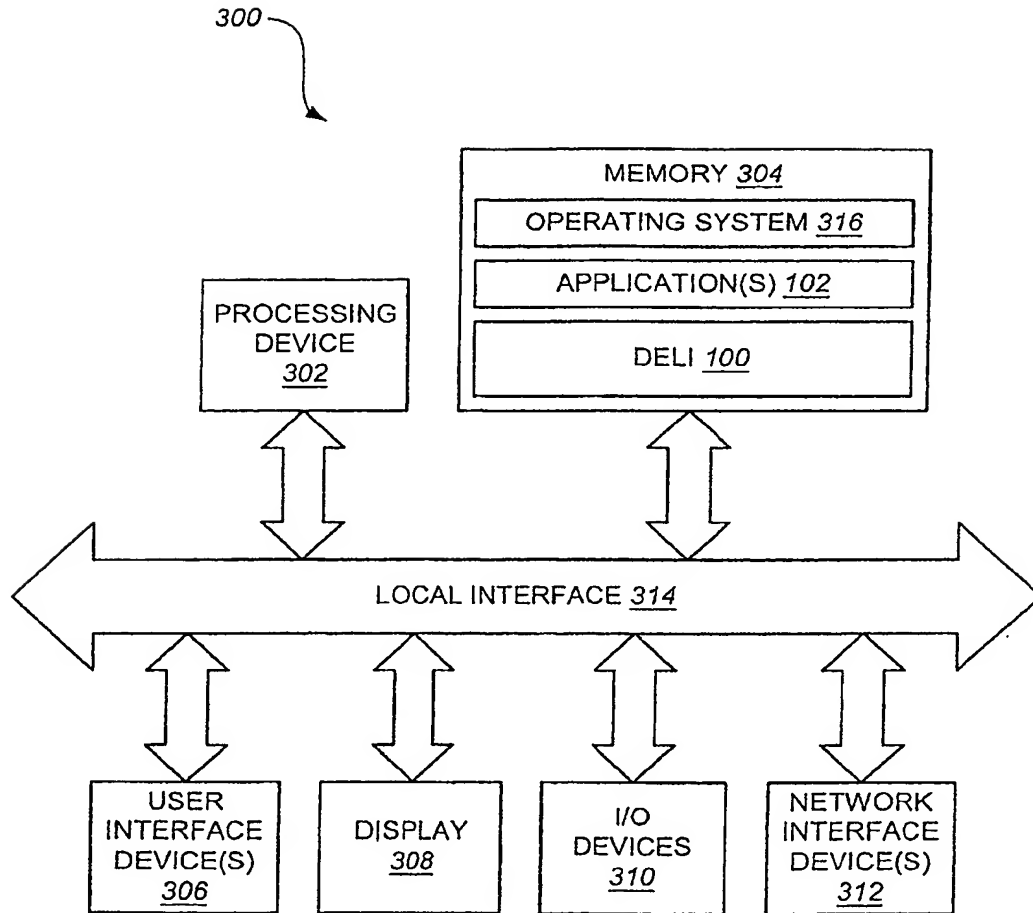 300
MEMORY 304
OPERATING SYSTEM 316
APPLICATION(S) 102
DELI 100
PROCESSING
DEVICE
302
LOCAL INTERFACE 314
USER
INTERFACE
DEVICE(S)
306
DISPLAY
308
I/O
DEVICES
310
NETWORK
INTERFACE
DEVICE(S)
312